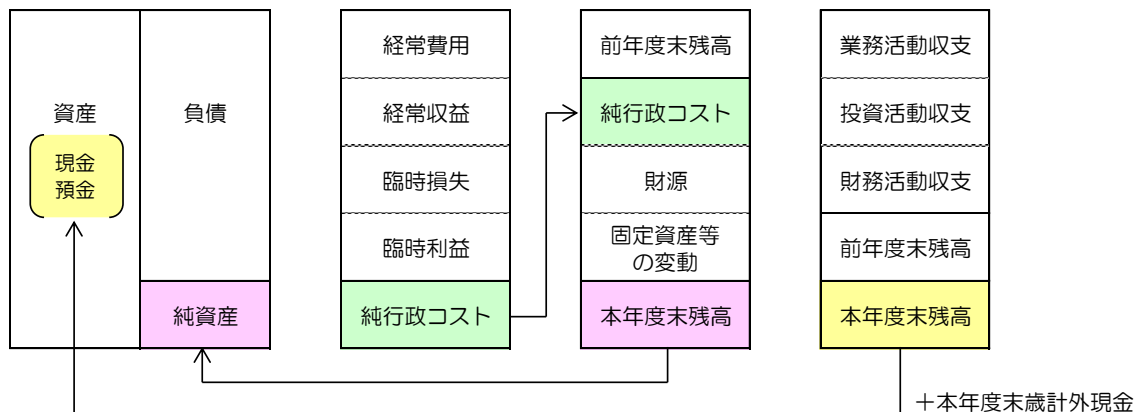 資産
現金
預金
負債
純資産
経常費用
経常収益
臨時損失
臨時利益
純行政コスト
前年度末残高
純行政コスト
財源
固定資産等
の変動
本年度末残高
業務活動収支
投資活動収支
財務活動収支
前年度末残高
本年度末残高
＋本年度末歳計外現金